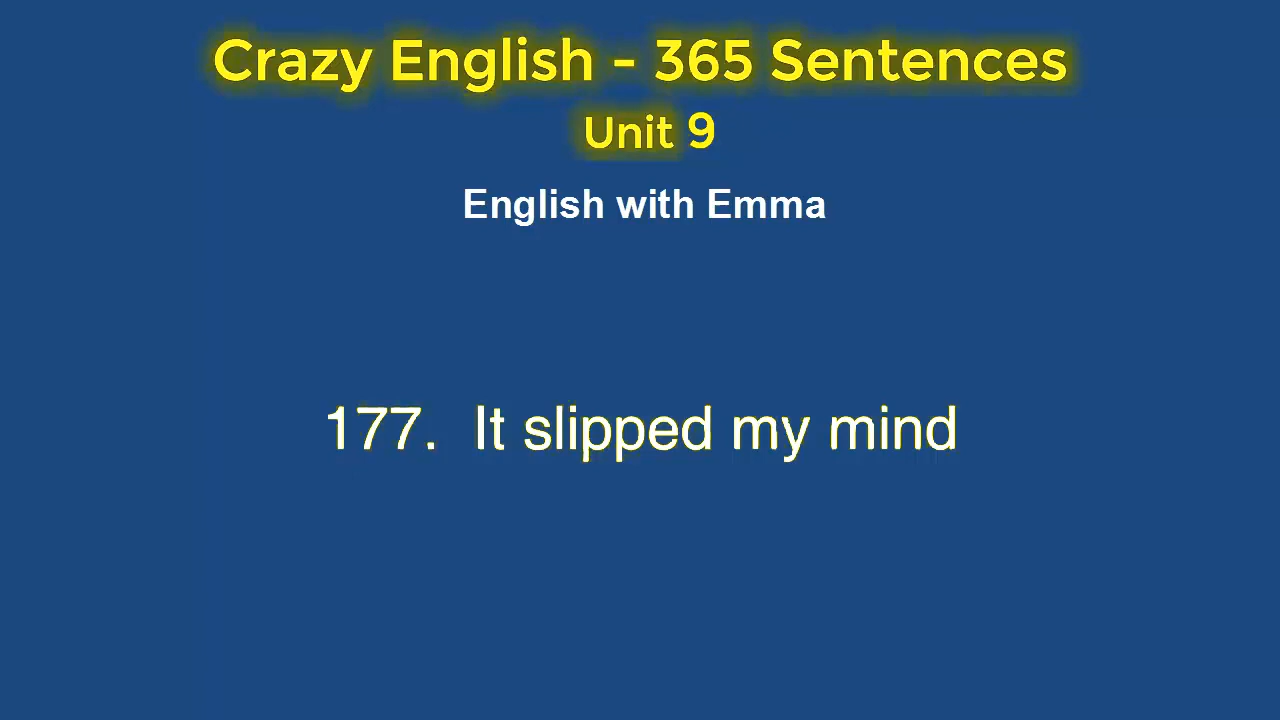 Crazy English - 365 Sentences
Unit 9
English with Emma
177. It slipped my mind